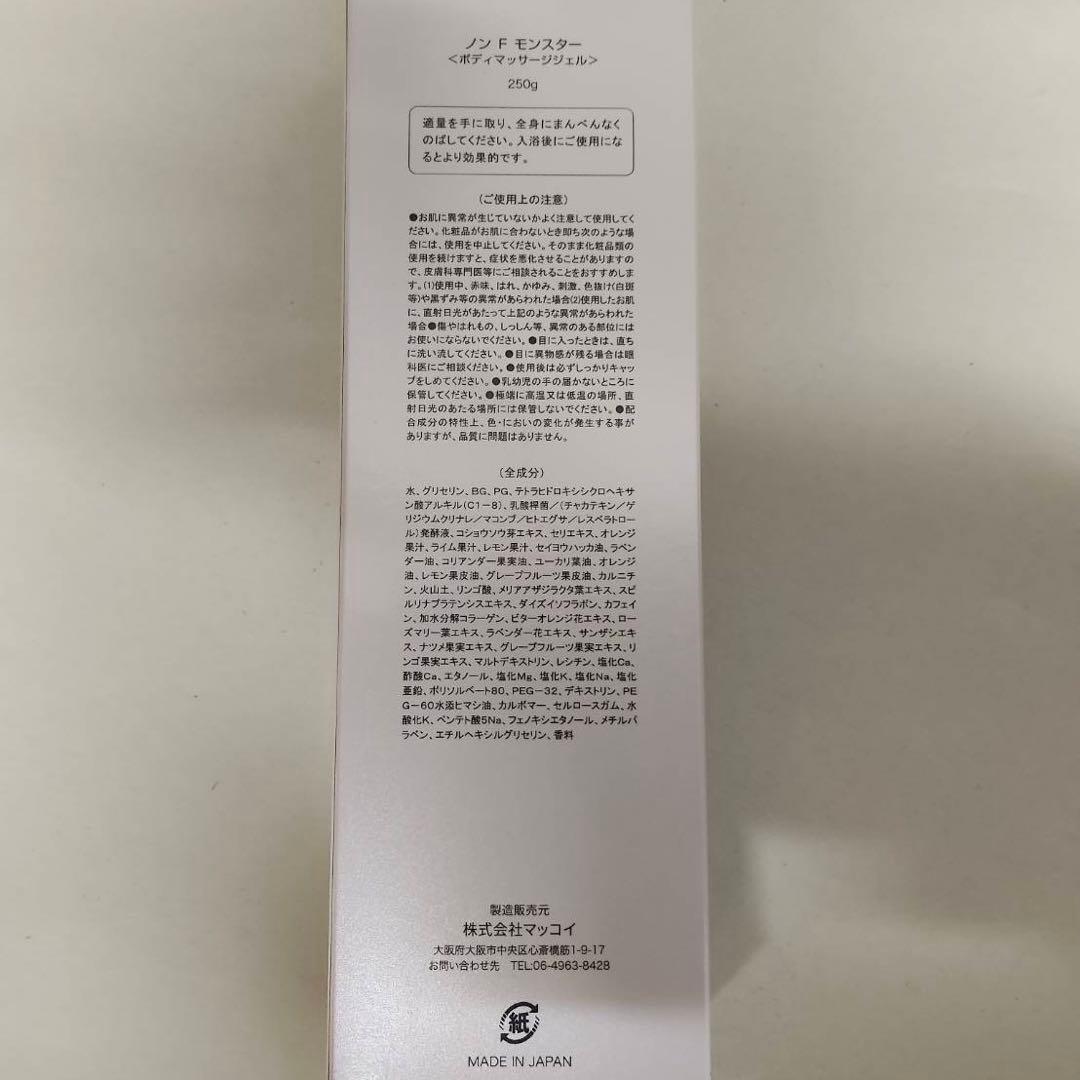 ノン F モンスター
＜ボディマッサージジェル＞
250g
適量を手に取り、全身にまんべんなく
のばしてください。入浴後にご使用にな
るとより効果的です。
（ご使用上の注意）
●お肌に異常が生じていないかよく注意して使用してく
ださい。化粧品がお肌に合わないとき即ち次のような場
合には、使用を中止してください。そのまま化粧品類の
使用を続けますと、症状を悪化させることがありますの
で、皮膚科専門医等にご相談されることをおすすめしま
す。(1)使用中、赤味、はれ、かゆみ、刺激、色抜け(白斑
等)や黒ずみ等の異常があらわれた場合(2)使用したお肌
に、直射日光があたって上記のような異常があらわれた
場合●傷やはれもの、しっしん等、異常のある部位には
お使いにならないでください。●目に入ったときは、直ち
に洗い流してください。●目に異物感が残る場合は眼
科医にご相談ください。●使用後は必ずしっかりキャッ
プをしめてください。●乳幼児の手の届かないところに
保管してください。●極端に高温又は低温の場所、直
射日光のあたる場所には保管しないでください。●配
合成分の特性上、色・においの変化が発生する事が
ありますが、品質に問題はありません。
（全成分）
水、グリセリン、BG、PG、テトラヒドロキシシクロヘキサ
ン酸アルキル(C1－8)、乳酸桿菌／(チャカテキン／ゲ
リジウムクリナレ／マコンブ／ヒトエグサ／レスベラトロー
ル)発酵液、コショウソウ芽エキス、セリエキス、オレンジ
果汁、ライム果汁、レモン果汁、セイヨウハッカ油、ラベン
ダー油、コリアンダー果実油、ユーカリ葉油、オレンジ
油、レモン果皮油、グレープフルーツ果皮油、カルニチ
ン、火山土、リンゴ酸、メリアアザジラクタ葉エキス、スピ
ルリナプラテンシスエキス、ダイズイソフラボン、カフェイ
ン、加水分解コラーゲン、ビターオレンジ花エキス、ロー
ズマリー葉エキス、ラベンダー花エキス、サンザシエキ
ス、ナツメ果実エキス、グレープフルーツ果実エキス、リ
ンゴ果実エキス、マルトデキストリン、レシチン、塩化Ca、
酢酸Ca、エタノール、塩化Mg、塩化K、塩化Na、塩化
亜鉛、ポリソルベート80、PEG－32、デキストリン、PE
G－60水添ヒマシ油、カルボマー、セルロースガム、水
酸化K、ペンテト酸5Na、フェノキシエタノール、メチルパ
ラベン、エチルヘキシルグリセリン、香料
製造販売元
株式会社マッコイ
大阪府大阪市中央区心斎橋筋1-9-17
お問い合わせ先 TEL:06-4963-8428
紙
MADE IN JAPAN